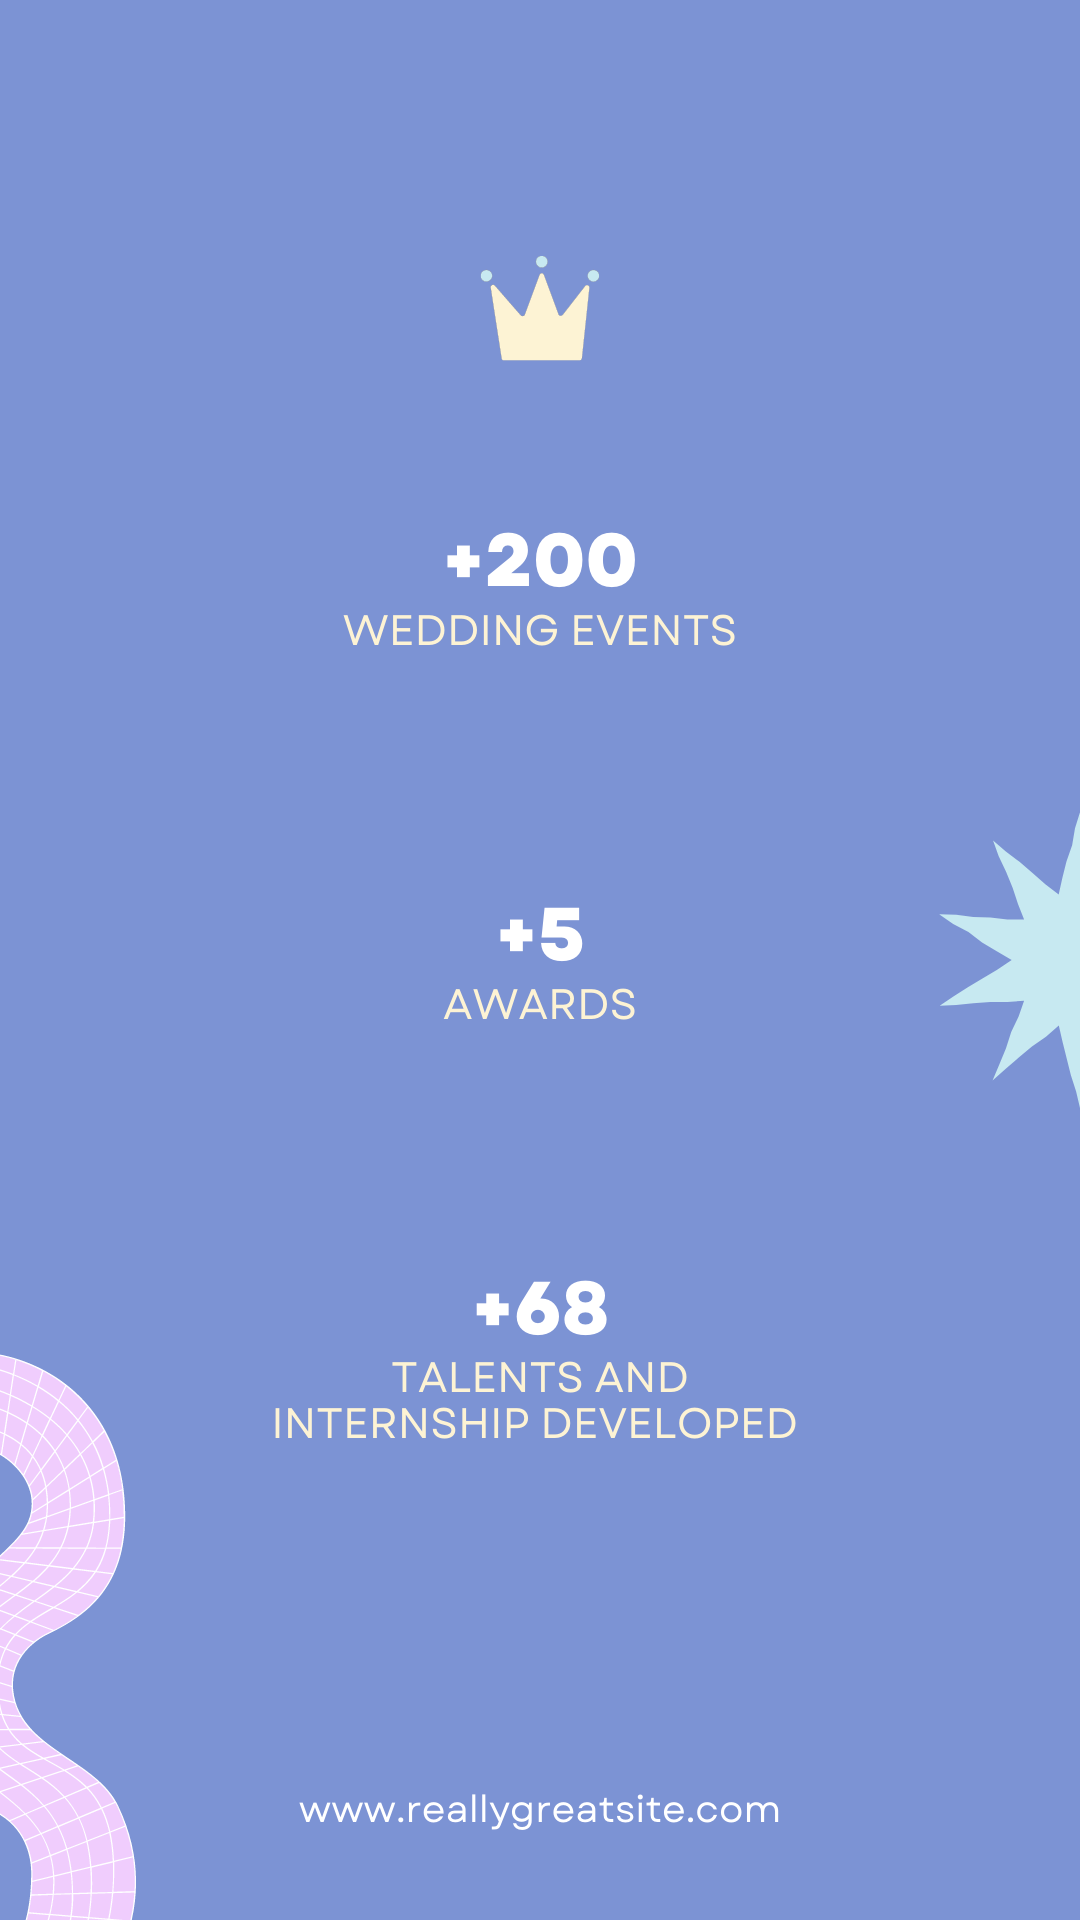 +200
WEDDING EVENTS
+5
AWARDS
+68
TALENTS AND
INTERNSHIP DEVELOPED
www.reallygreatsite.com